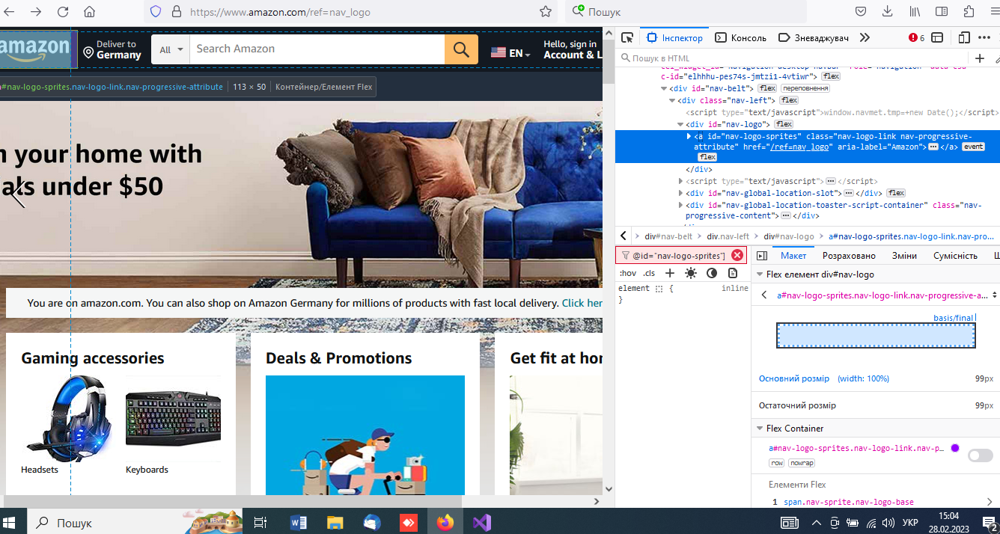 https://www.amazon.com/ref=nav_logo
Пошук
amazon
Deliver to
Germany
All
Search Amazon
EN
Hello, sign in
Account & L
a#nav-logo-sprites.nav-logo-link.nav-progressive-attribute
113 × 50
Контейнер/Елемент Flex
your home with
als under $50
You are on amazon.com. You can also shop on Amazon Germany for millions of products with fast local delivery. Click her
Gaming accessories
Deals & Promotions
Get fit at hor
Headsets
Keyboards
Інспектор
Консоль
Зневаджувач
6
Пошук в HTML
c-id="elhhhu-pes74s-jmtzi1-4vtiwr"> flex
<div id="nav-belt"> flex переповнення
<div class="nav-left"> flex
<script type="text/javascript">window.navmet.tmp=+new Date();</script>
<div id="nav-logo"> flex
<a id="nav-logo-sprites" class="nav-logo-link nav-progressive-
attribute" href="/ref=nav_logo" aria-label="Amazon"> ••• </a> event
flex
</div>
<script type="text/javascript"> ••• </script>
<div id="nav-global-location-slot"> ••• </div> flex
<div id="nav-global-location-toaster-script-container" class="nav-
progressive-content"> ••• </div>
div#nav-belt
div.nav-left
div#nav-logo
a#nav-logo-sprites.nav-logo-link.nav-pro…
@id="nav-logo-sprites"]
:hov
.cls
element { inline
}
Макет
Розраховано
Зміни
Сумісність
Flex елемент div#nav-logo
a#nav-logo-sprites.nav-logo-link.nav-progressive-a…
basis/final
Основний розмір (width: 100%) 99px
Остаточний розмір 99px
Flex Container
a#nav-logo-sprites.nav-logo-link.nav-p…
row nowrap
Елементи Flex
1 span.nav-sprite.nav-logo-base
Пошук
УКР
15:04
28.02.2023
2